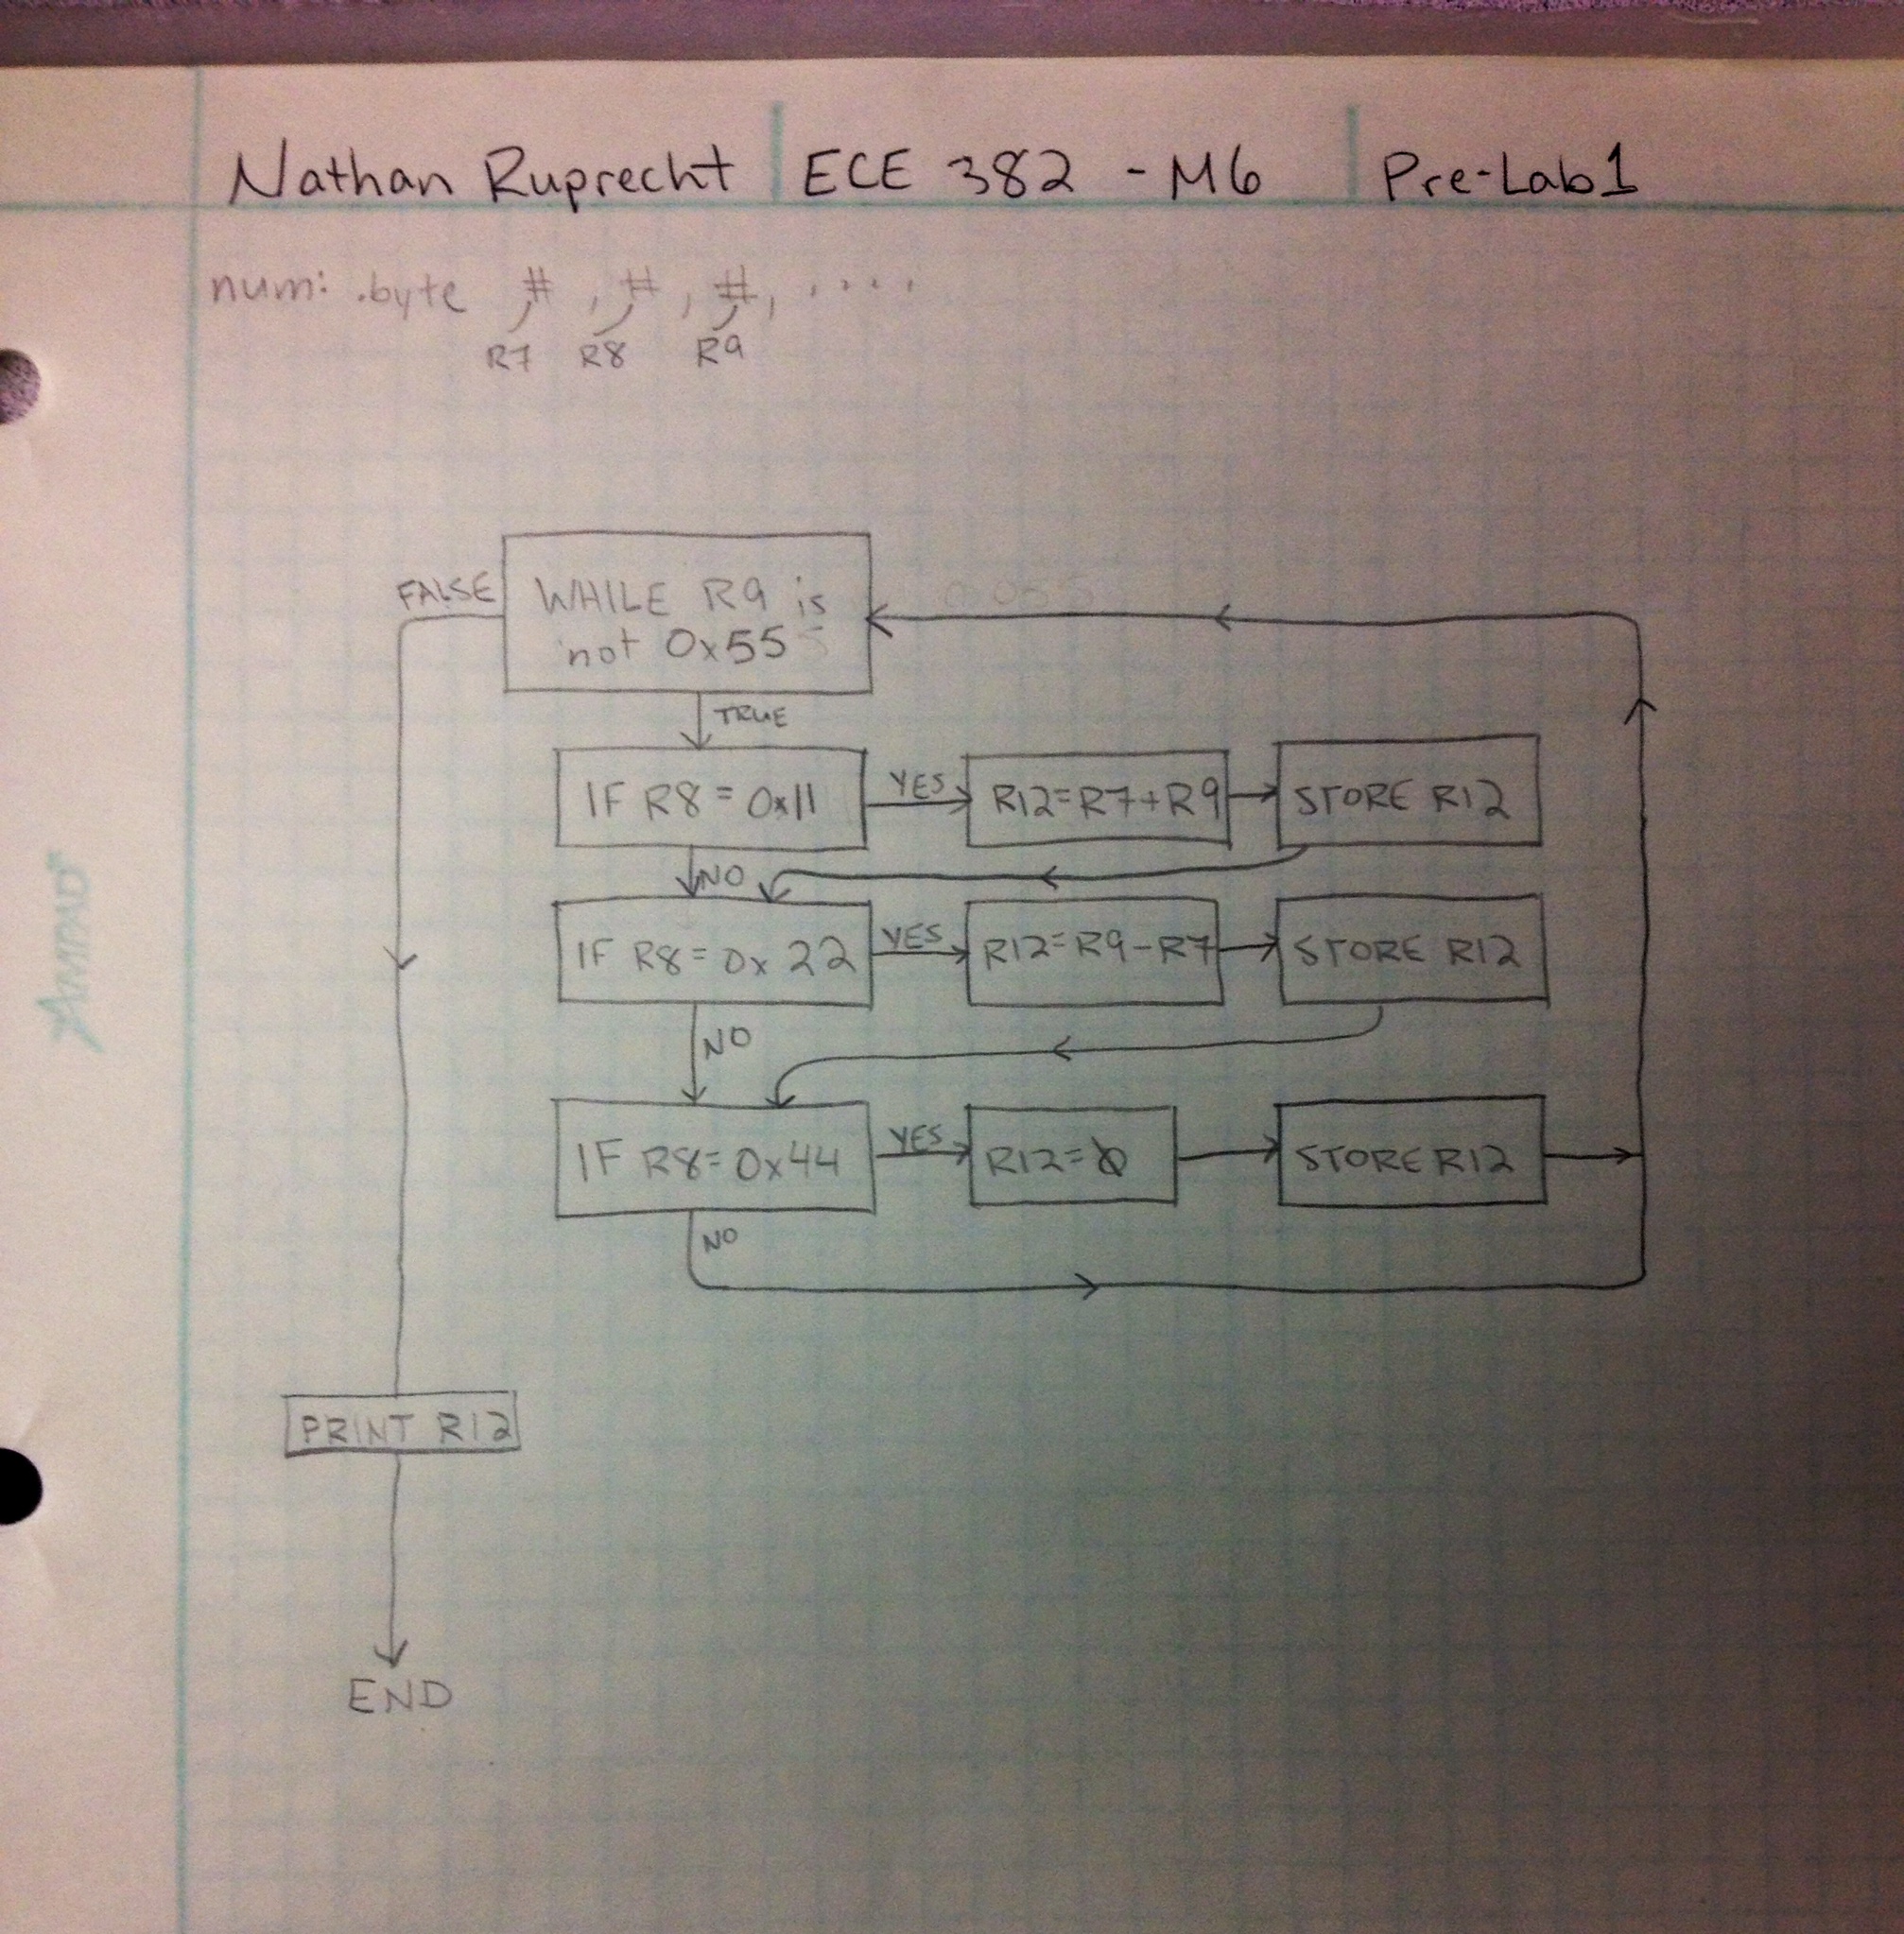 Nathan Ruprecht ECE 382 - M6 Pre-Lab1
num: .byte #, #, #, ....
R7 R8 R9
FALSE
WHILE R9 is
not 0x55
TRUE
IF R8 = 0x11
YES
R12=R7+R9
STORE R12
NO
IF R8=0x22
YES
R12=R9-R7
STORE R12
NO
IF R8=0x44
YES
R12=0
STORE R12
NO
PRINT R12
END
AMPAD